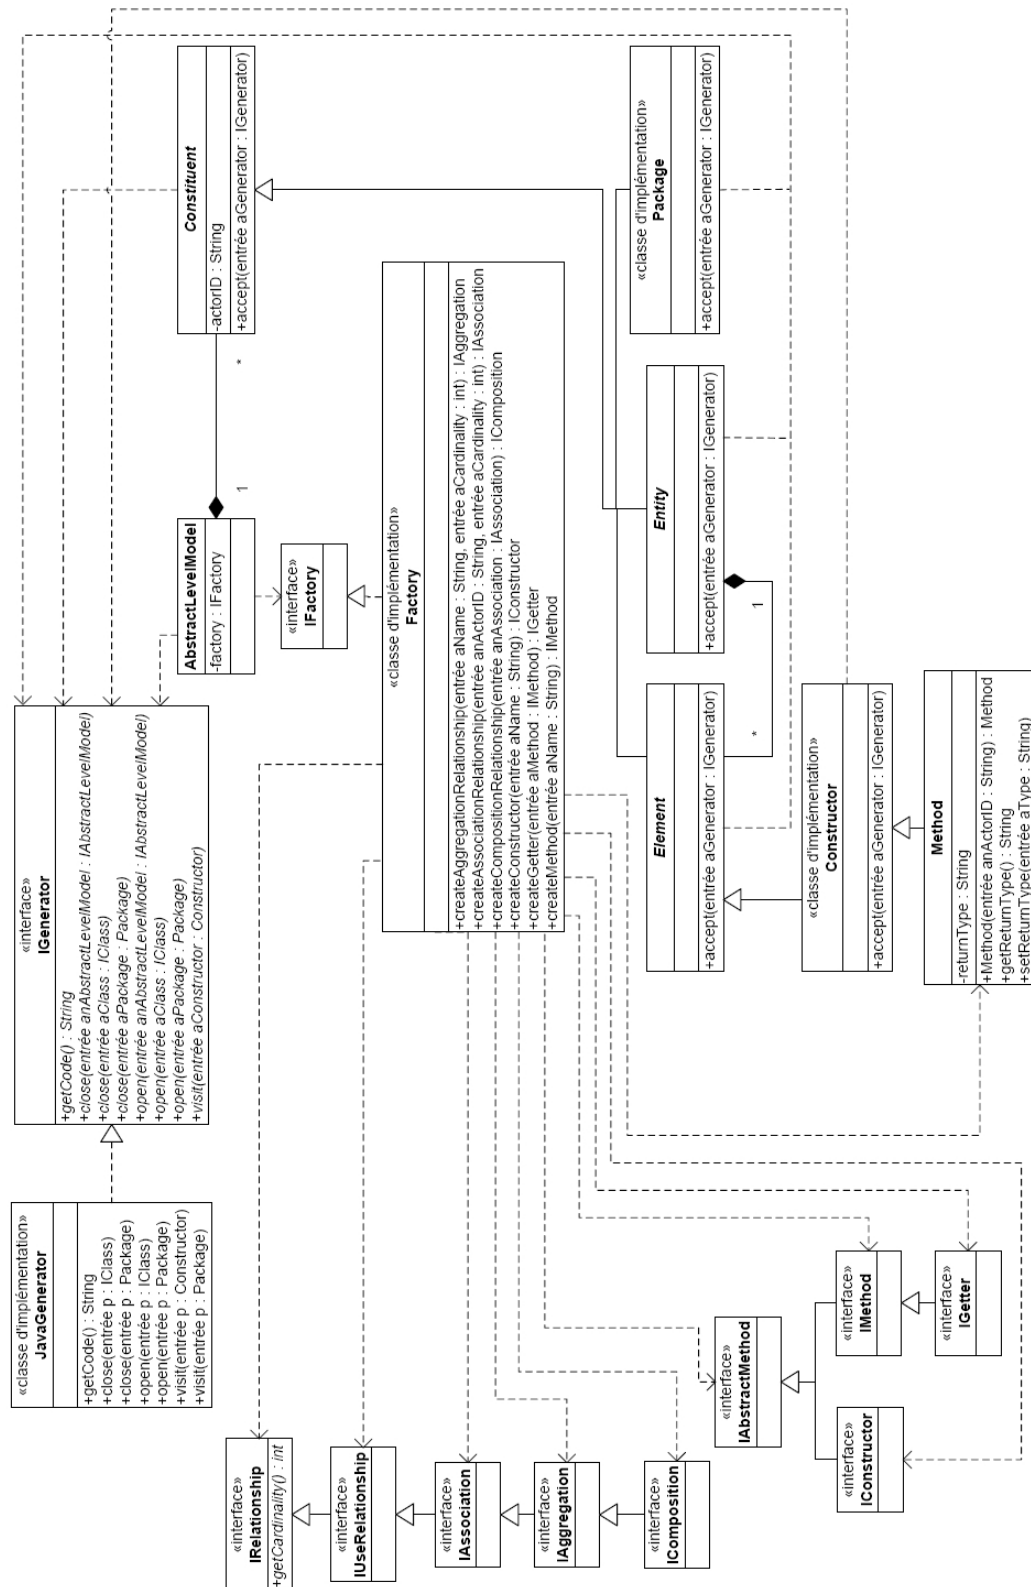 «classe d'implémentation»
JavaGenerator
+getCode() : String
+close(entrée p : IClass)
+close(entrée p : Package)
+open(entrée p : IClass)
+open(entrée p : Package)
+visit(entrée p : Constructor)
+visit(entrée p : Package)
«interface»
IGenerator
+getCode() : String
+close(entrée anAbstractLevelModel : IAbstractLevelModel)
+close(entrée aClass : IClass)
+close(entrée aPackage : Package)
+open(entrée anAbstractLevelModel : IAbstractLevelModel)
+open(entrée aClass : IClass)
+open(entrée aPackage : Package)
+visit(entrée aConstructor : Constructor)
AbstractLevelModel
-factory : IFactory
1
*
Constituent
-actorID : String
+accept(entrée aGenerator : IGenerator)
«interface»
IFactory
«interface»
IRelationship
+getCardinality() : int
«interface»
IUseRelationship
«interface»
IAssociation
«interface»
IAggregation
«interface»
IComposition
«classe d'implémentation»
Factory
+createAggregationRelationship(entrée aName : String, entrée aCardinality : int) : IAggregation
+createAssociationRelationship(entrée anActorID : String, entrée aCardinality : int) : IAssociation
+createCompositionRelationship(entrée anAssociation : IAssociation) : IComposition
+createConstructor(entrée aName : String) : IConstructor
+createGetter(entrée aMethod : IMethod) : IGetter
+createMethod(entrée aName : String) : IMethod
«interface»
IAbstractMethod
«interface»
IConstructor
«interface»
IMethod
«interface»
IGetter
Element
+accept(entrée aGenerator : IGenerator)
*
1
Entity
+accept(entrée aGenerator : IGenerator)
«classe d'implémentation»
Package
+accept(entrée aGenerator : IGenerator)
«classe d'implémentation»
Constructor
+accept(entrée aGenerator : IGenerator)
Method
-returnType : String
+Method(entrée anActorID : String) : Method
+getReturnType() : String
+setReturnType(entrée aType : String)